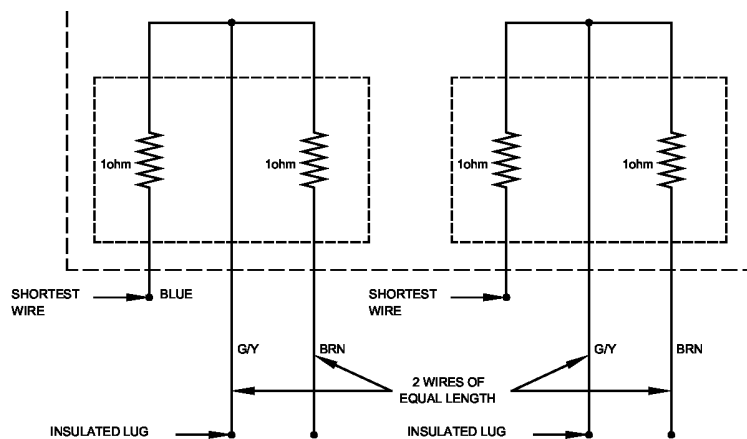 1ohm
1ohm
1ohm
1ohm
SHORTEST
WIRE
BLUE
SHORTEST
WIRE
G/Y
BRN
G/Y
BRN
2 WIRES OF
EQUAL LENGTH
INSULATED LUG
INSULATED LUG